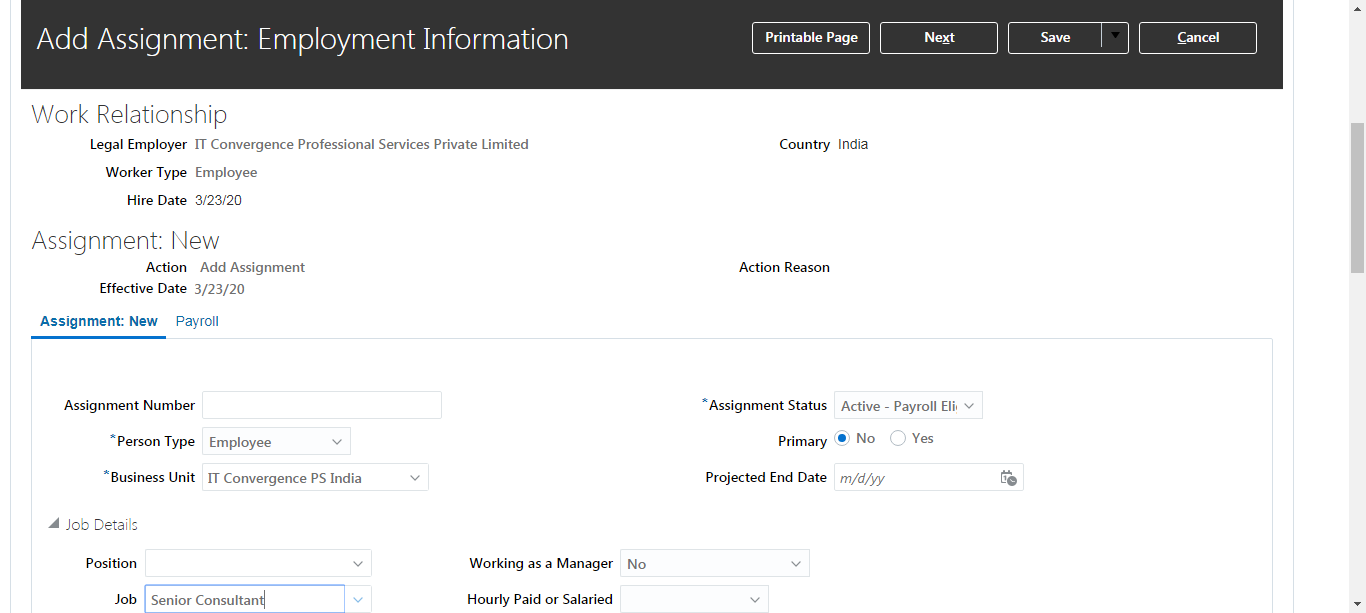 Add Assignment: Employment Information
Printable Page
Next
Save
Cancel
Work Relationship
Legal Employer IT Convergence Professional Services Private Limited
Country India
Worker Type Employee
Hire Date 3/23/20
Assignment: New
Action Add Assignment
Action Reason
Effective Date 3/23/20
Assignment: New Payroll
Assignment Number
*Assignment Status Active - Payroll Eli
*Person Type Employee
Primary No Yes
*Business Unit IT Convergence PS India
Projected End Date m/d/yy
Job Details
Position
Working as a Manager No
Job Senior Consultant
Hourly Paid or Salaried